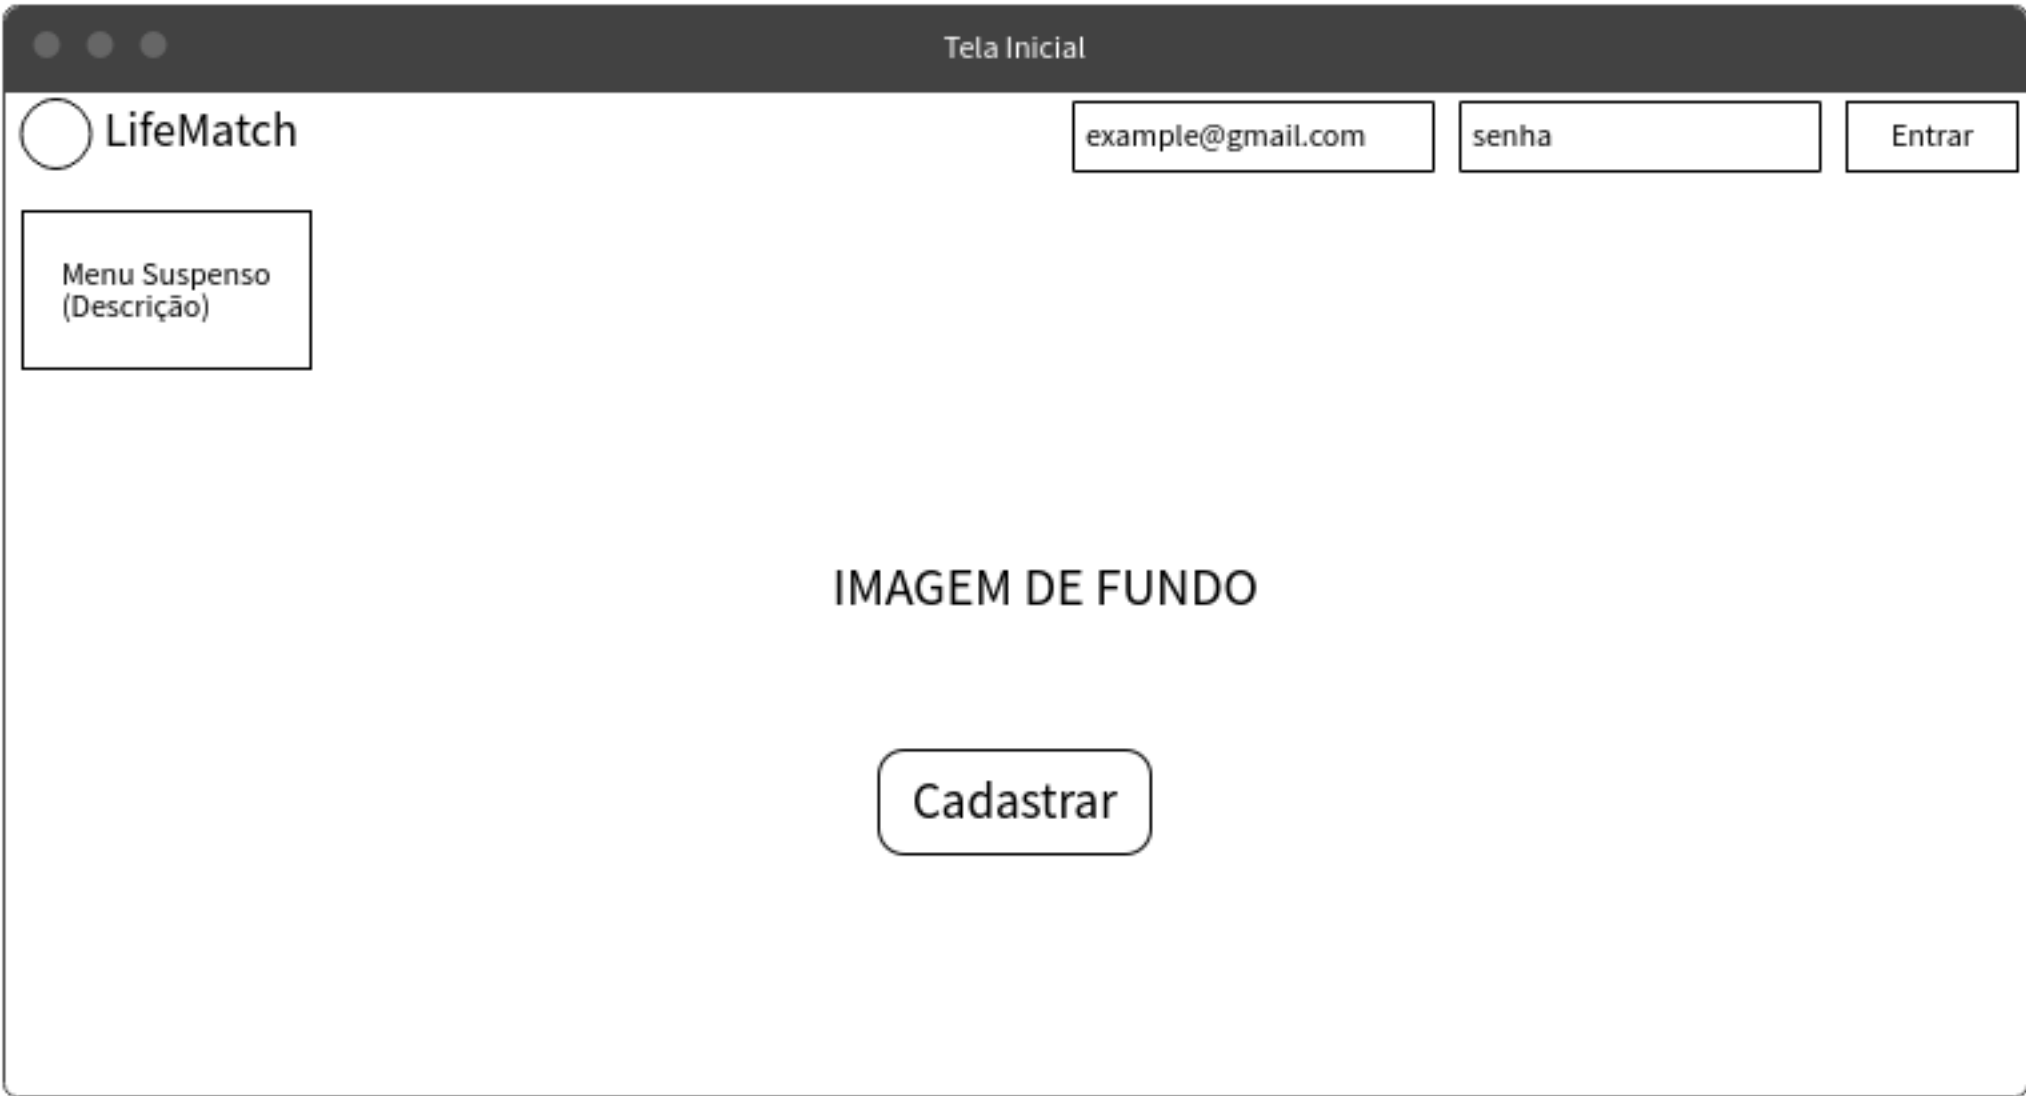 Tela Inicial
LifeMatch
example@gmail.com
senha
Entrar
Menu Suspenso
(Descrição)
IMAGEM DE FUNDO
Cadastrar